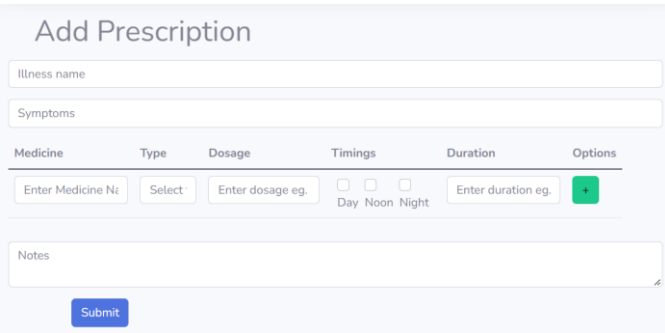 Add Prescription
Illness name
Symptoms
Medicine Type Dosage Timings Duration Options
Enter Medicine Na Select Enter dosage eg. Day Noon Night Enter duration eg. +
Notes
Submit